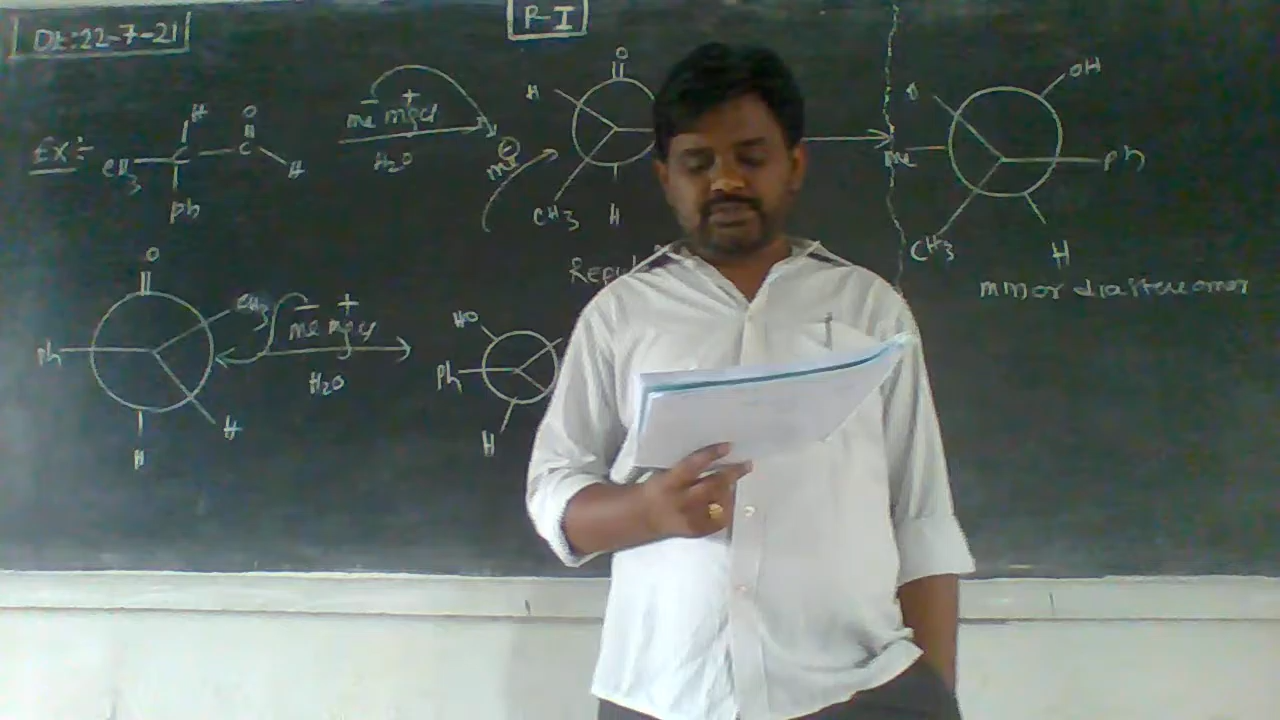 Dt:22-7-21
R-I
Ex:-
H
O
CH3
C
C
H
Ph
- +
me mgcl
H2O
O
H
⊖
me
CH3
H
OH
me
Ph
CH3
H
minor diastereomer
O
Ph
CH3
H
H
- +
me mgcl
H2O
HO
Ph
H